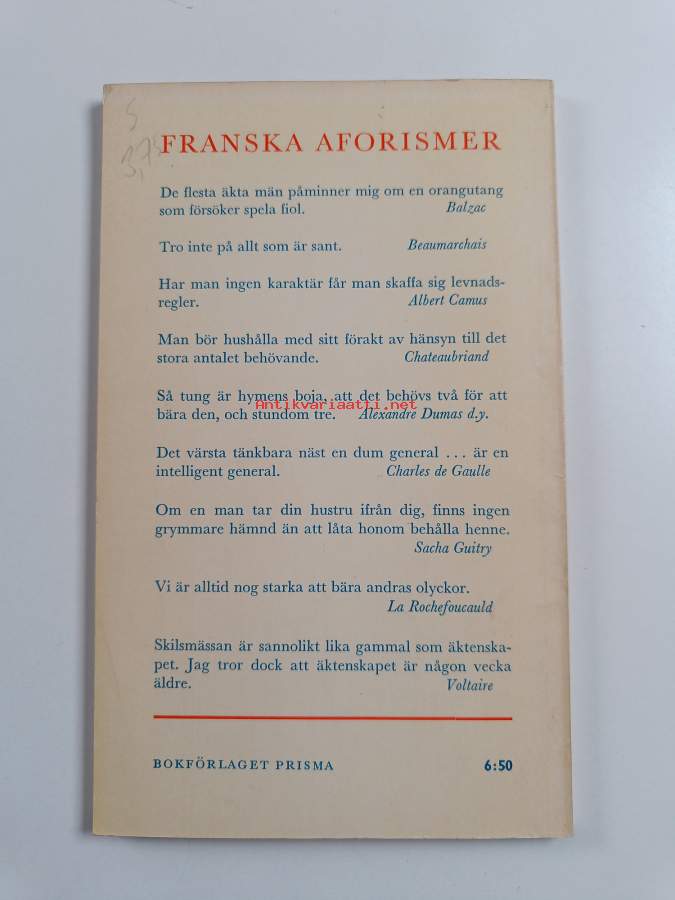 5
3,75
FRANSKA AFORISMER
De flesta äkta män påminner mig om en orangutang
som försöker spela fiol. Balzac
Tro inte på allt som är sant. Beaumarchais
Har man ingen karaktär får man skaffa sig levnads-
regler. Albert Camus
Man bör hushålla med sitt förakt av hänsyn till det
stora antalet behövande. Chateaubriand
Så tung är hymens boja, att det behövs två för att
Antikvariaatti.net
bära den, och stundom tre. Alexandre Dumas d.y.
Det värsta tänkbara näst en dum general ... är en
intelligent general. Charles de Gaulle
Om en man tar din hustru ifrån dig, finns ingen
grymmare hämnd än att låta honom behålla henne.
Sacha Guitry
Vi är alltid nog starka att bära andras olyckor.
La Rochefoucauld
Skilsmässan är sannolikt lika gammal som äktenska-
pet. Jag tror dock att äktenskapet är någon vecka
äldre. Voltaire
BOKFÖRLAGET PRISMA 6:50